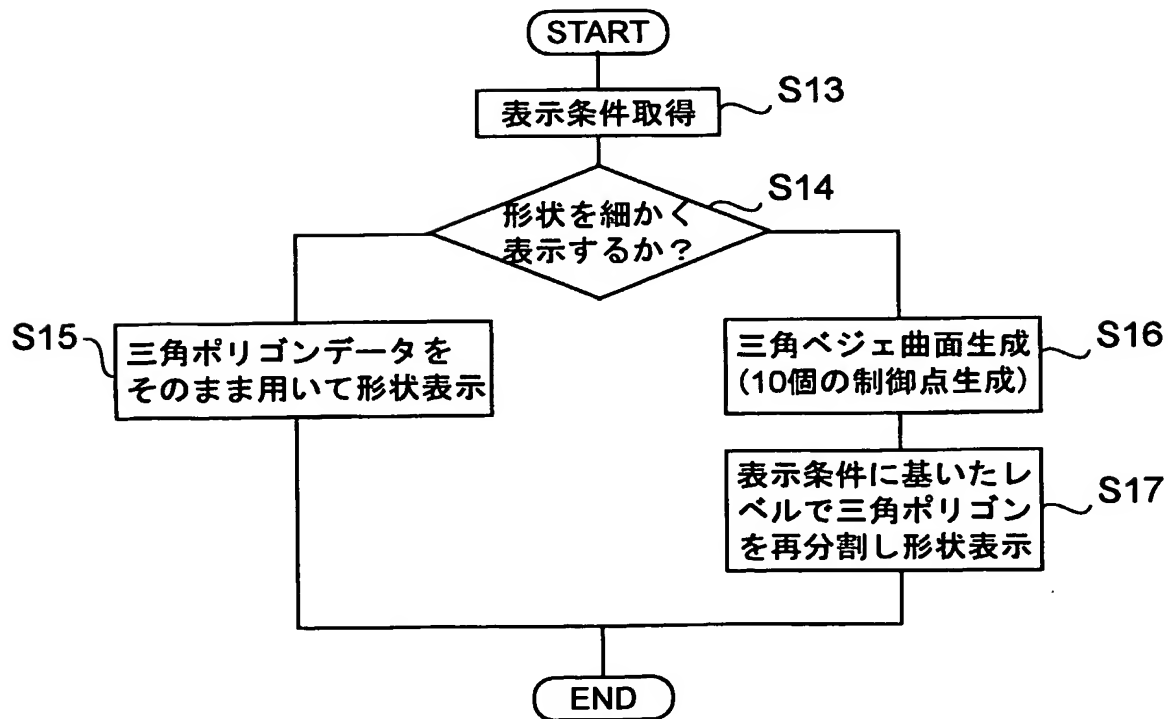 START
表示条件取得
S13
形状を細かく
表示するか？
S14
S15
三角ポリゴンデータを
そのまま用いて形状表示
三角ベジェ曲面生成
(10個の制御点生成)
S16
表示条件に基いたレ
ベルで三角ポリゴン
を再分割し形状表示
S17
END